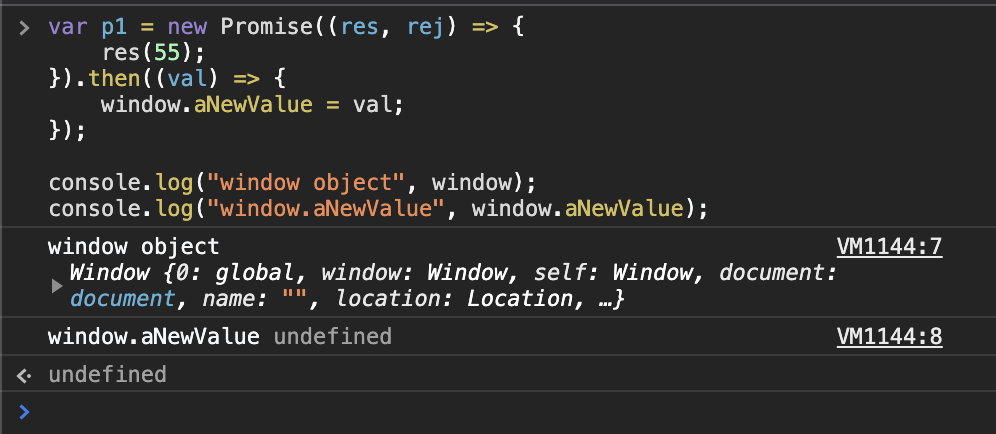 var p1 = new Promise((res, rej) => {
    res(55);
}).then((val) => {
    window.aNewValue = val;
});

console.log("window object", window);
console.log("window.aNewValue", window.aNewValue);
window object VM1144:7
Window {0: global, window: Window, self: Window, document:
document, name: "", location: Location, …}
window.aNewValue undefined VM1144:8
undefined